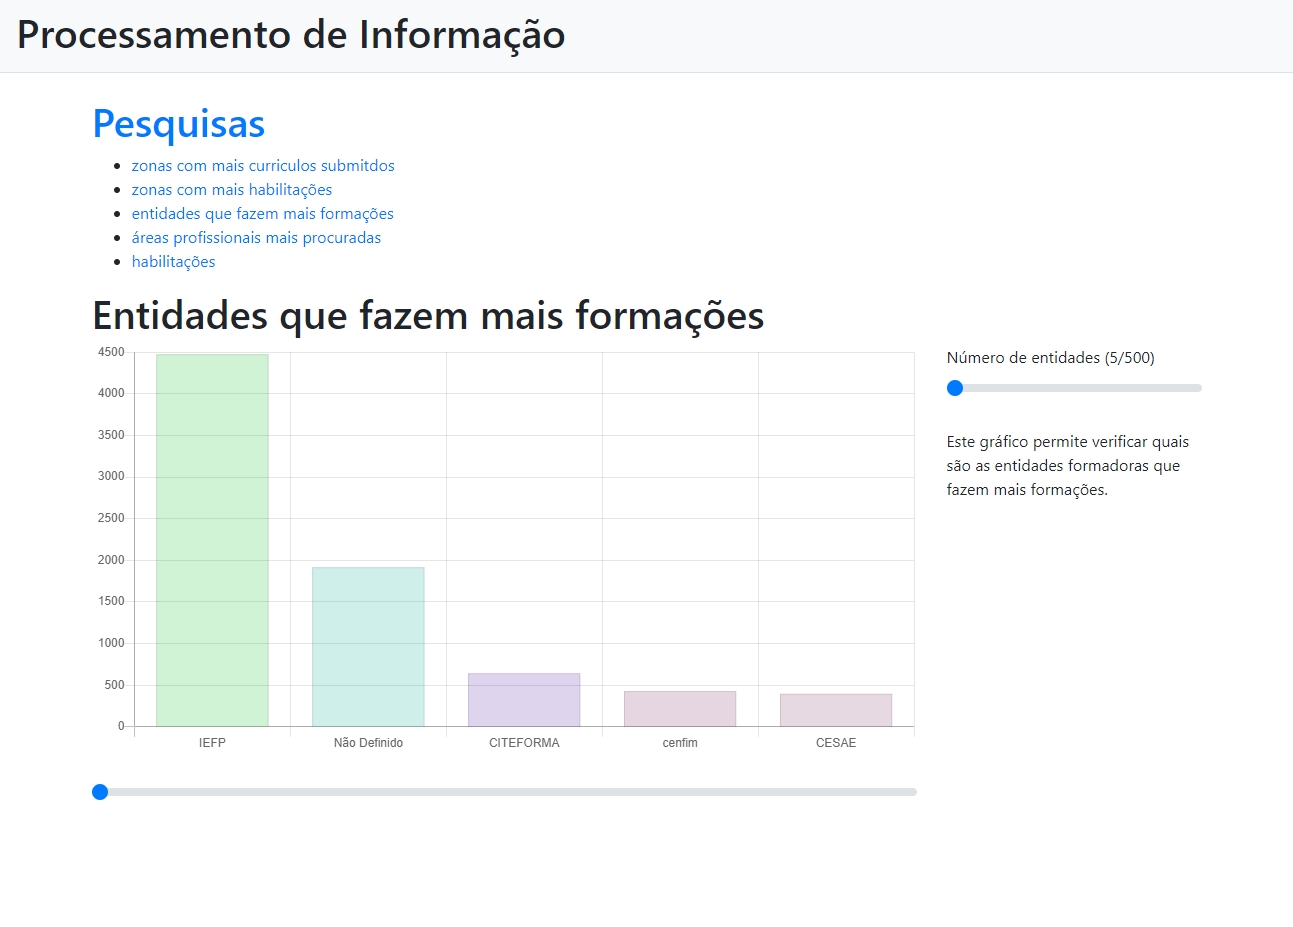 Processamento de Informação
Pesquisas
zonas com mais curriculos submitdos
zonas com mais habilitações
entidades que fazem mais formações
áreas profissionais mais procuradas
habilitações
Entidades que fazem mais formações
4500
4000
3500
3000
2500
2000
1500
1000
500
0
IEFP
Não Definido
CITEFORMA
cenfim
CESAE
Número de entidades (5/500)
Este gráfico permite verificar quais
são as entidades formadoras que
fazem mais formações.